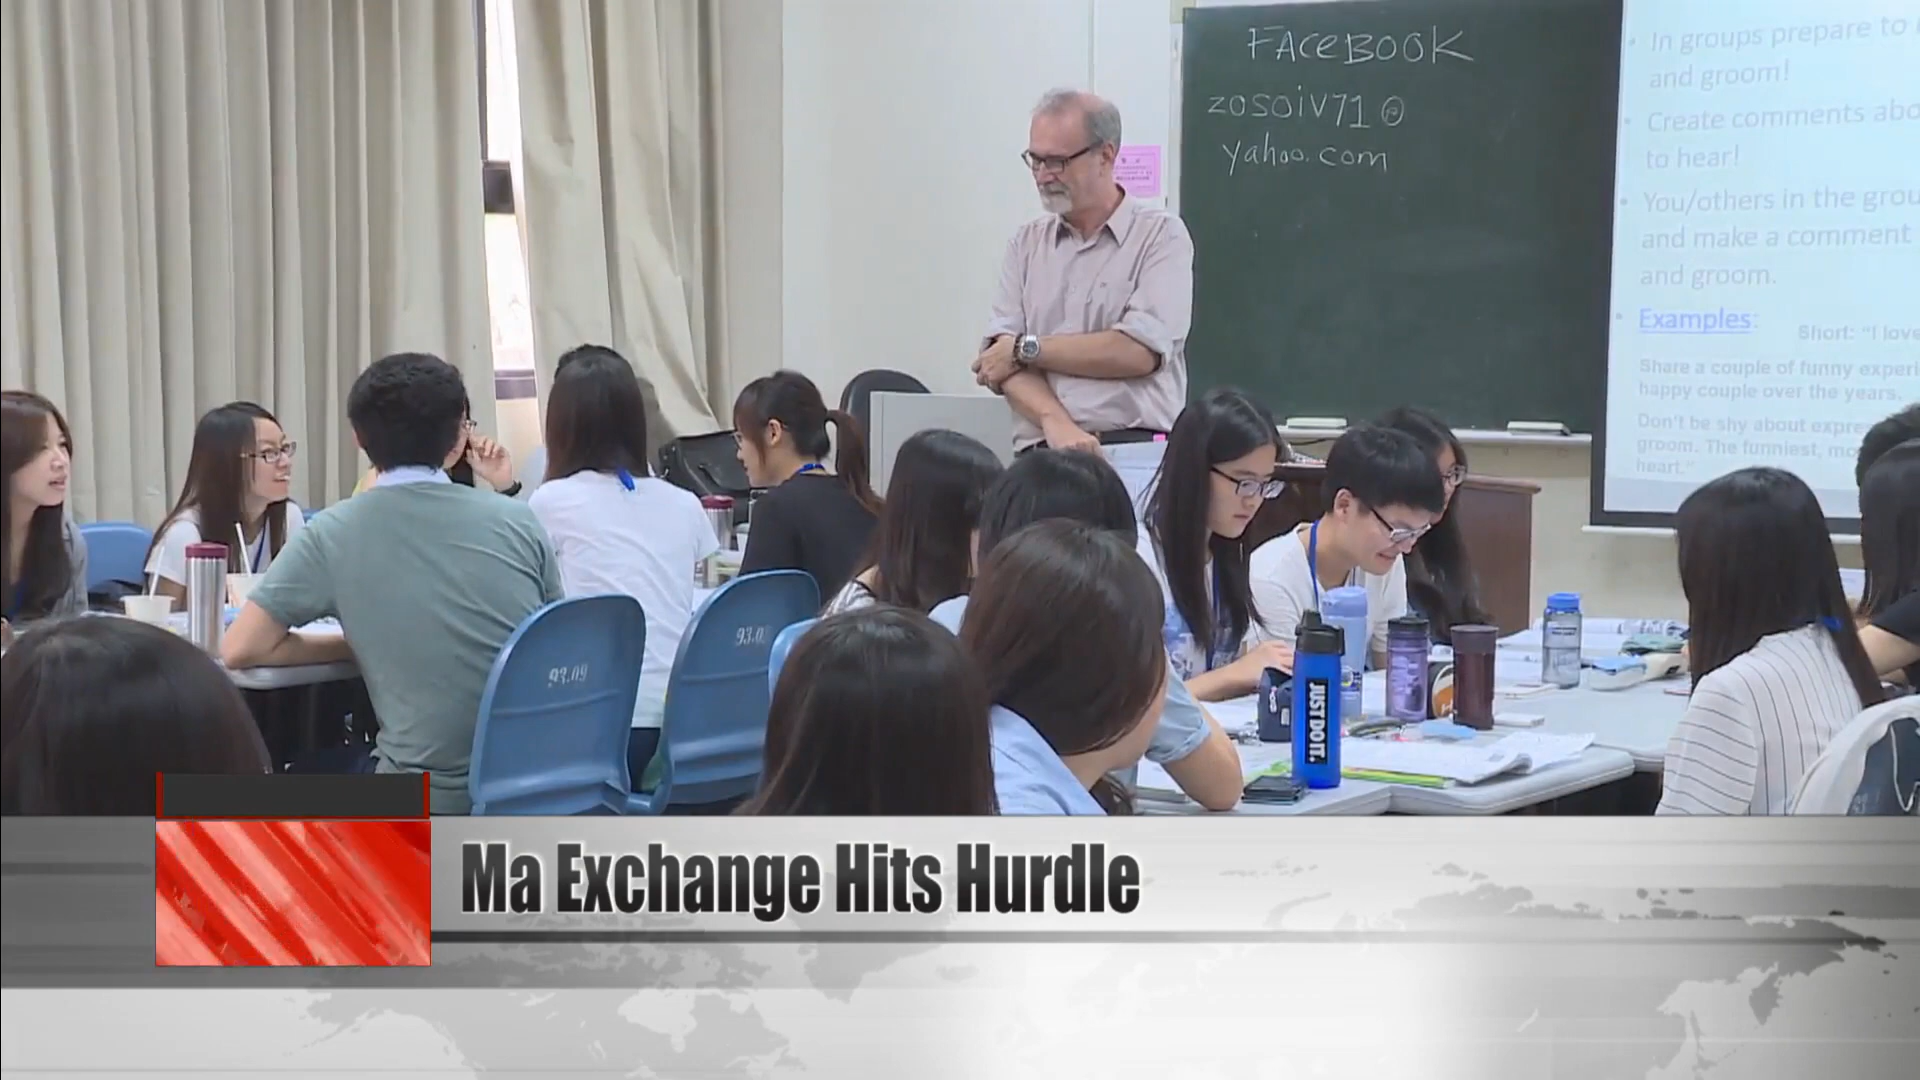 FACEBOOK
zosoiv71@
yahoo.com
In groups prepare to
and groom!
Create comments abo
to hear!
You/others in the grou
and make a comment
and groom.
Examples:
Short: "I love
Share a couple of funny experi
happy couple over the years.
Don't be shy about expre
groom. The funniest, mo
heart."
93.09
93.0
JUST DO IT.
Ma Exchange Hits Hurdle